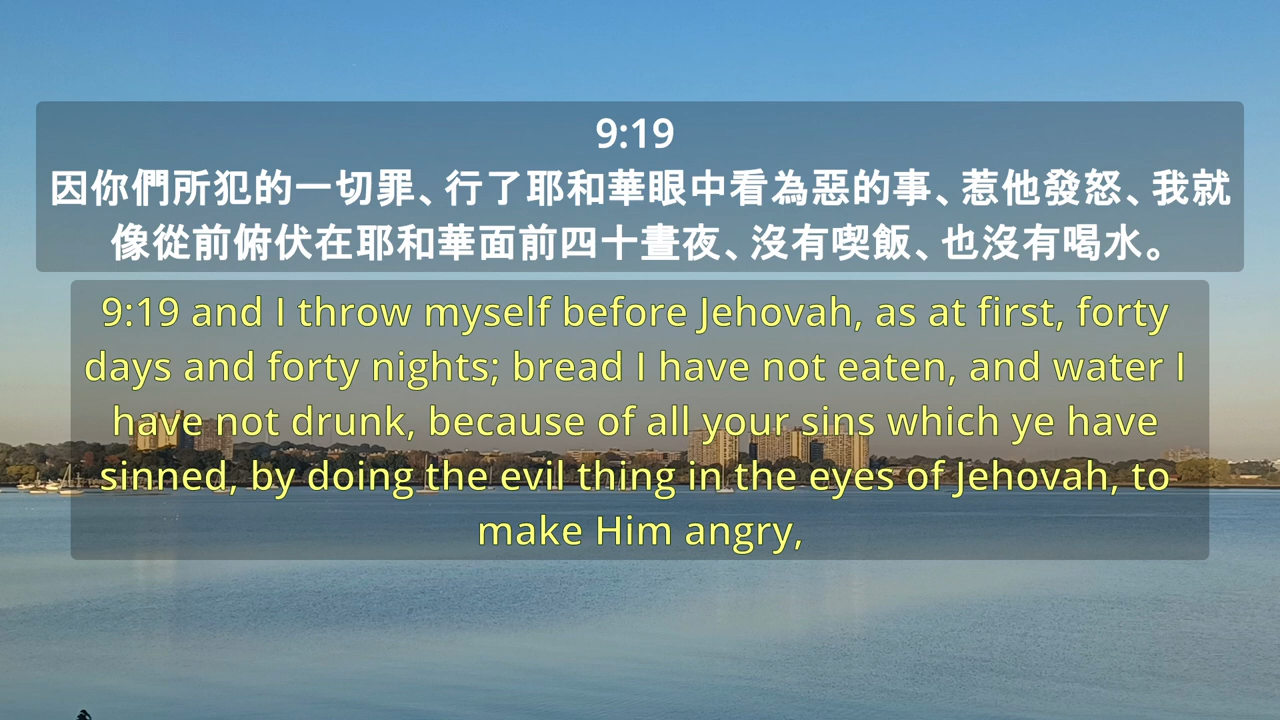 9:19
因你們所犯的一切罪、行了耶和華眼中看為惡的事、惹他發怒、我就
像從前俯伏在耶和華面前四十晝夜、沒有喫飯、也沒有喝水。
9:19 and I throw myself before Jehovah, as at first, forty
days and forty nights; bread I have not eaten, and water I
have not drunk, because of all your sins which ye have
sinned, by doing the evil thing in the eyes of Jehovah, to
make Him angry,